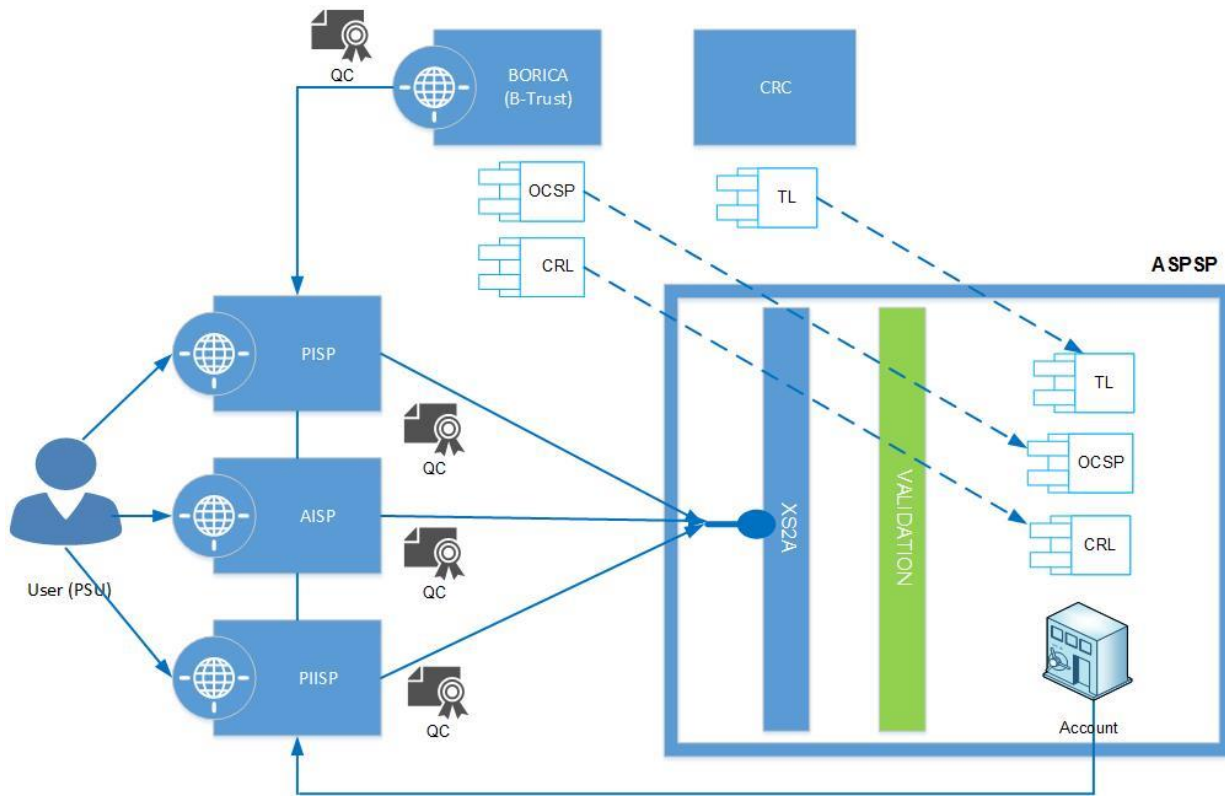 QC
BORICA
(B-Trust)
CRC
OCSP
TL
CRL
ASPSP
PISP
TL
QC
OCSP
VALIDATION
AISP
XS2A
CRL
QC
User (PSU)
PIISP
QC
Account